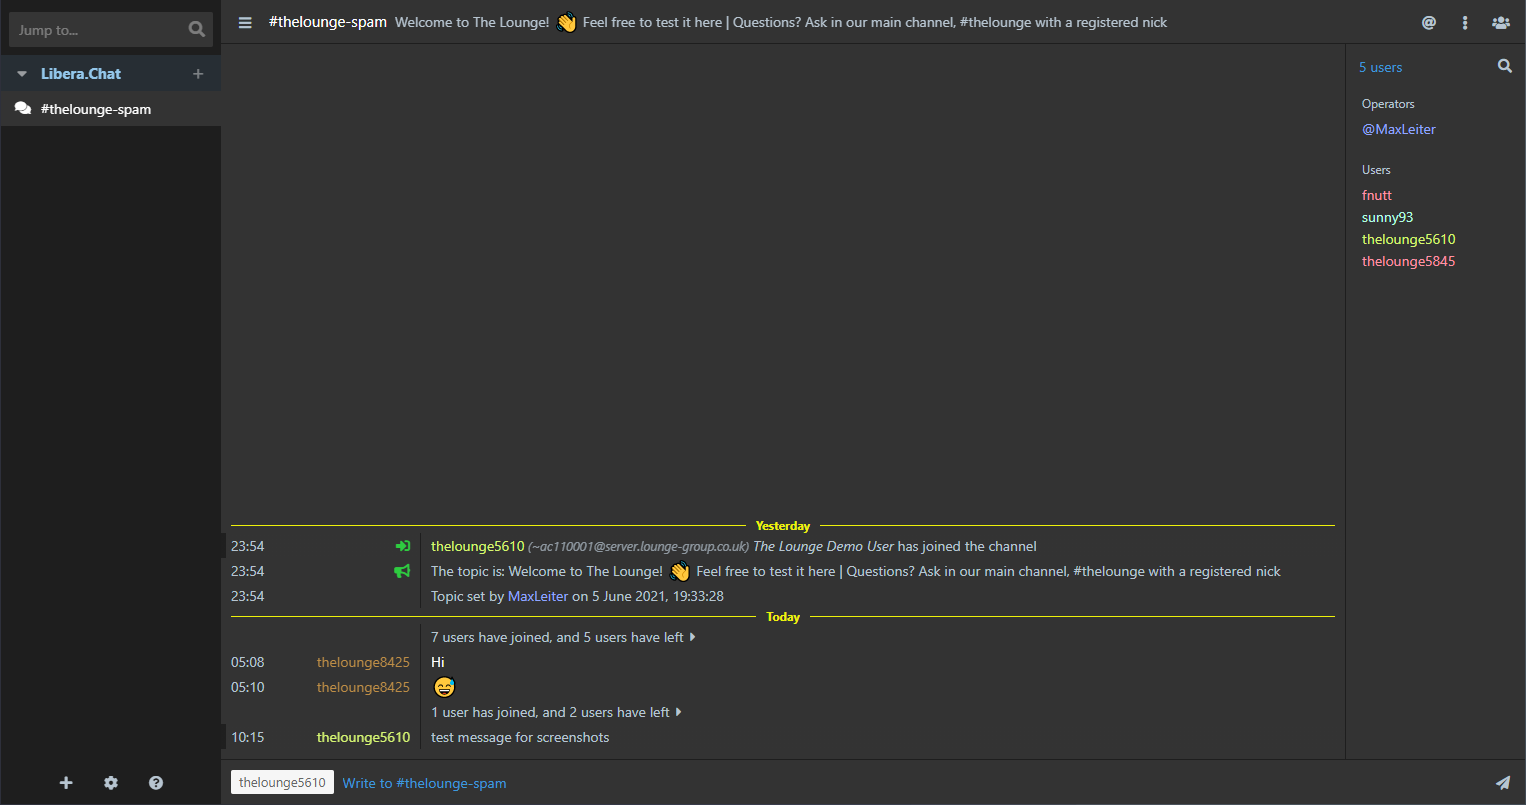 Jump to...
Libera.Chat
#thelounge-spam
#thelounge-spam Welcome to The Lounge! 👋 Feel free to test it here | Questions? Ask in our main channel, #thelounge with a registered nick
Yesterday
23:54 thelounge5610 (~ac110001@server.lounge-group.co.uk) The Lounge Demo User has joined the channel
23:54 The topic is: Welcome to The Lounge! 👋 Feel free to test it here | Questions? Ask in our main channel, #thelounge with a registered nick
23:54 Topic set by MaxLeiter on 5 June 2021, 19:33:28
Today
7 users have joined, and 5 users have left
05:08 thelounge8425 Hi
05:10 thelounge8425 😅
1 user has joined, and 2 users have left
10:15 thelounge5610 test message for screenshots
thelounge5610 Write to #thelounge-spam
5 users
Operators
@MaxLeiter
Users
fnutt
sunny93
thelounge5610
thelounge5845